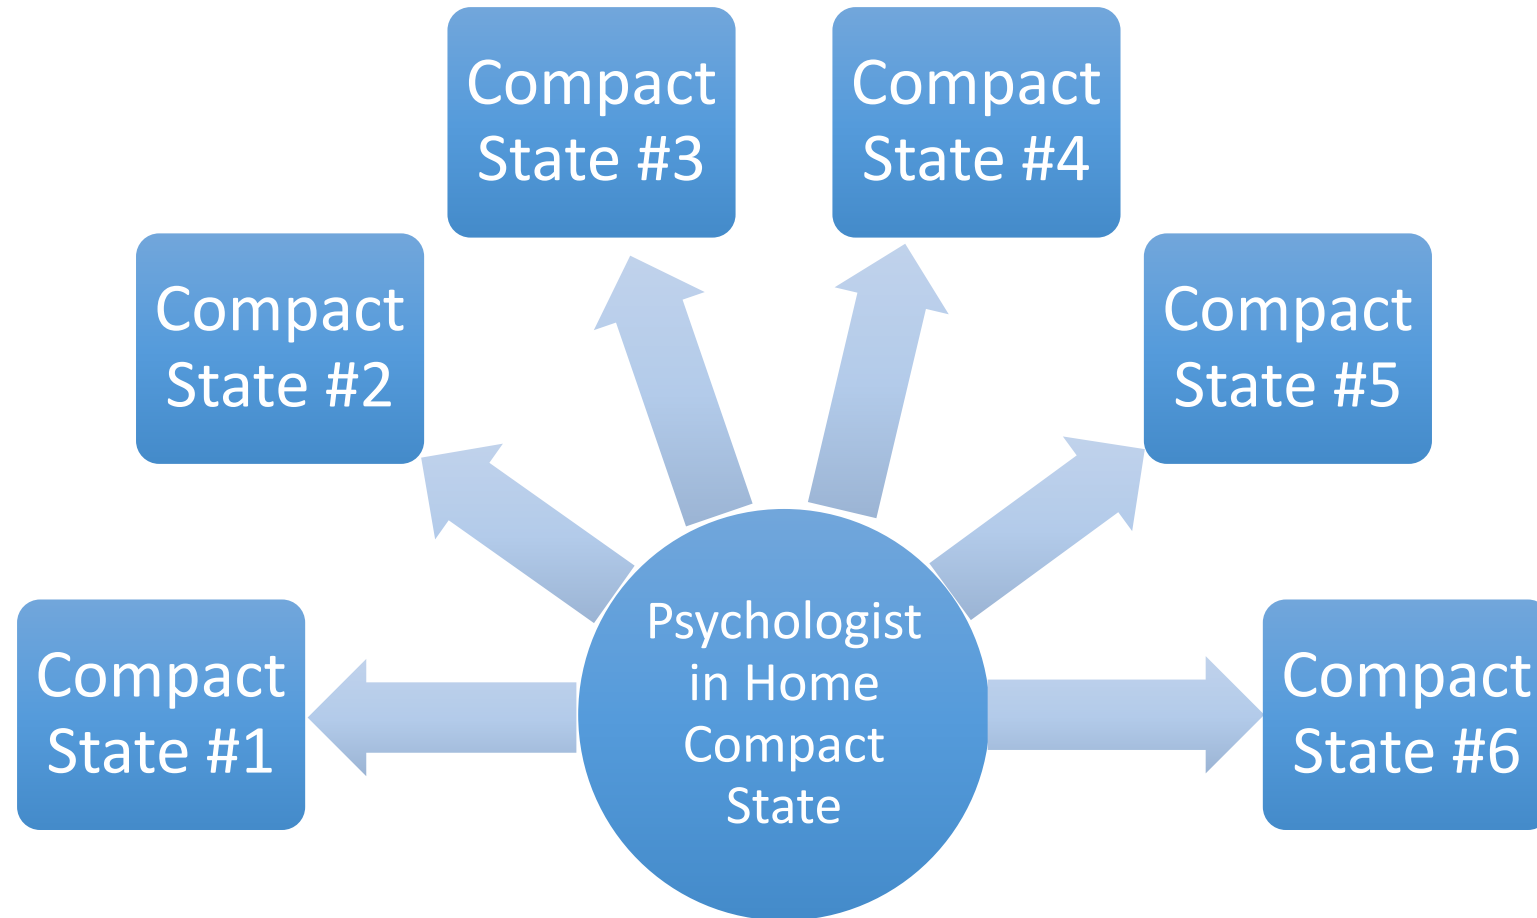 Compact
State #3
Compact
State #4
Compact
State #2
Compact
State #5
Compact
State #1
Psychologist
in Home
Compact
State
Compact
State #6